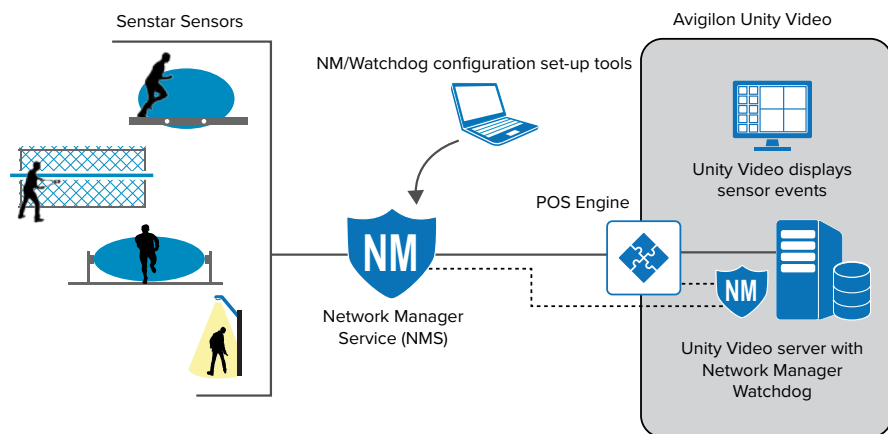 Senstar Sensors
Avigilon Unity Video
NM/Watchdog configuration set-up tools
Unity Video displays
sensor events
POS Engine
NM
NM
Network Manager
Service (NMS)
Unity Video server with
Network Manager
Watchdog